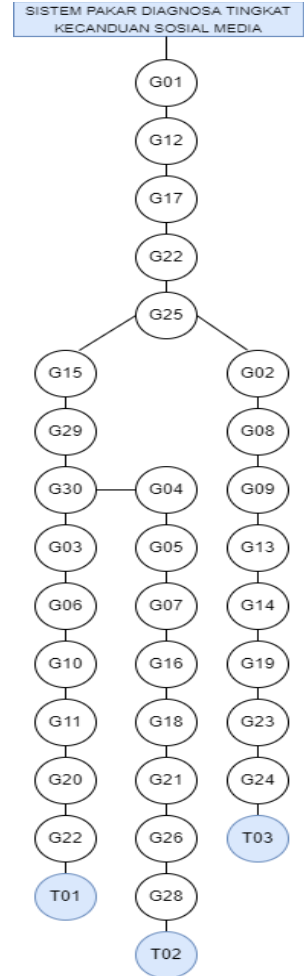 SISTEM PAKAR DIAGNOSA TINGKAT
KECANDUAN SOSIAL MEDIA
G01
G12
G17
G22
G25
G15 G02
G29 G08
G30 G04 G09
G03 G05 G13
G06 G07 G14
G10 G16 G19
G11 G18 G23
G20 G21 G24
G22 G26 T03
T01 G28
T02